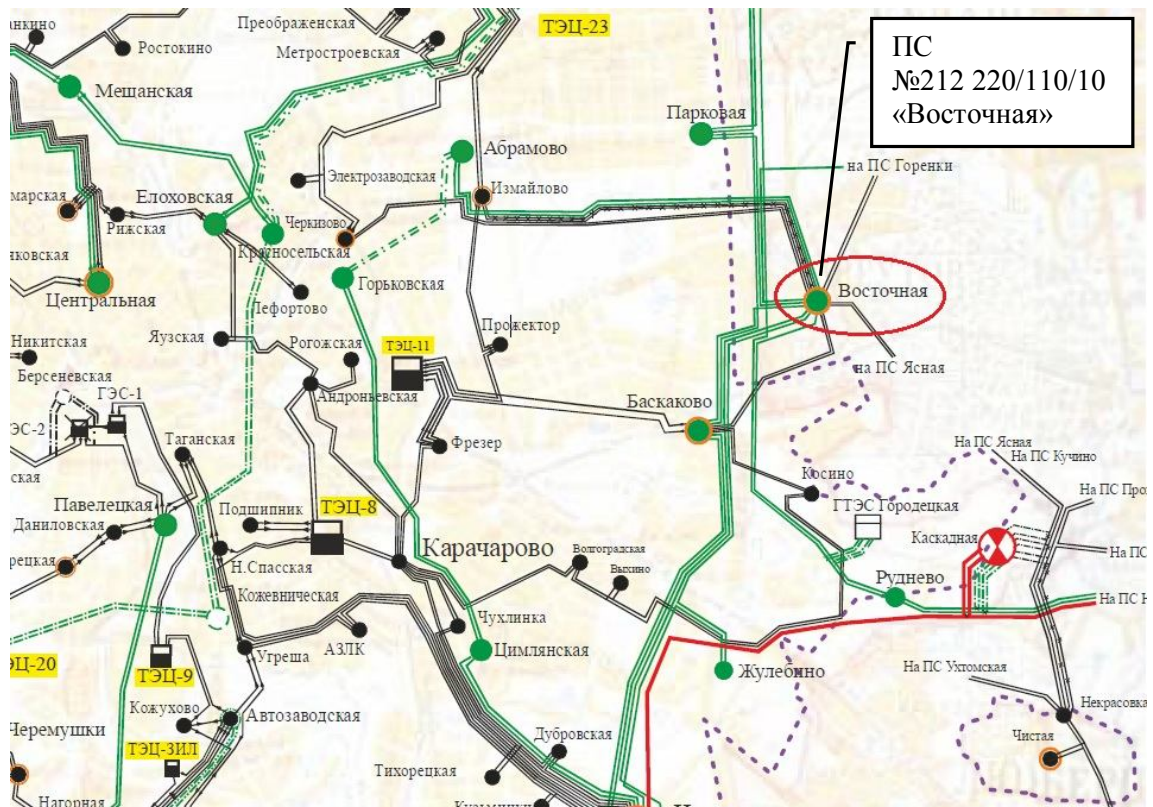 ПС
№212 220/110/10
«Восточная»
Преображенская
ТЭЦ-23
Ростокино
Метростроевская
Мещанская
Парковая
Абрамово
на ПС Горенки
Электрозаводская
Измайлово
Елоховская
Рижская
Черкизово
Красносельская
Горьковская
Восточная
Центральная
Лефортово
Прожектор
Яузская
Рогожская
ТЭЦ-11
Никитская
Берсеневская
на ПС Ясная
Андроньевская
ГЭС-1
Баскаково
Таганская
Фрезер
На ПС Ясная
На ПС Кучино
Косино
Павелецкая
Подшипник
ТЭЦ-8
ГТЭС Городецкая
Даниловская
Каскадная
Карачарово
Волгоградская
Н.Спасская
Выхино
Руднево
Кожевническая
Чухлинка
АЗЛК
Угреша
Цимлянская
ТЭЦ-9
Жулебино
На ПС Ухтомская
Кожухово
Автозаводская
Некрасовка
Черемушки
Чистая
ТЭЦ-ЗИЛ
Дубровская
Тихорецкая
Нагорная